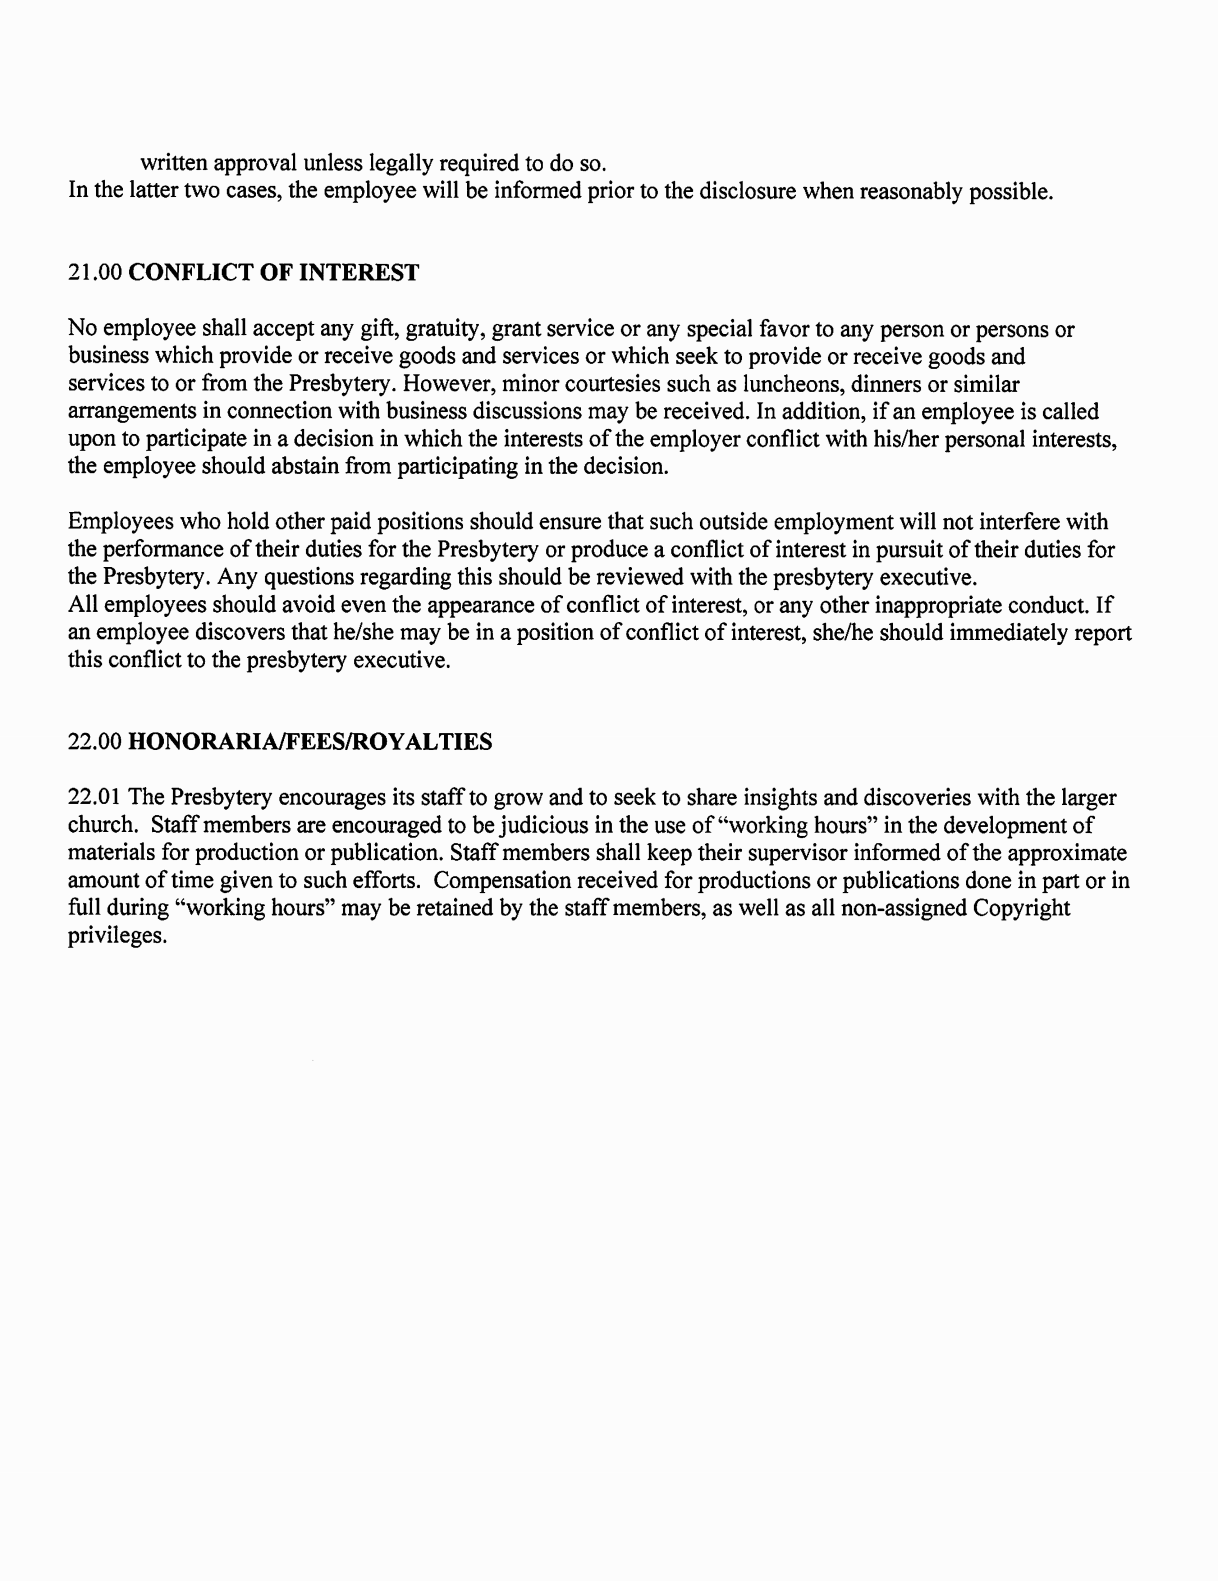 written approval unless legally required to do so.
In the latter two cases, the employee will be informed prior to the disclosure when reasonably possible.
21.00 CONFLICT OF INTEREST
No employee shall accept any gift, gratuity, grant service or any special favor to any person or persons or
business which provide or receive goods and services or which seek to provide or receive goods and
services to or from the Presbytery. However, minor courtesies such as luncheons, dinners or similar
arrangements in connection with business discussions may be received. In addition, if an employee is called
upon to participate in a decision in which the interests of the employer conflict with his/her personal interests,
the employee should abstain from participating in the decision.
Employees who hold other paid positions should ensure that such outside employment will not interfere with
the performance of their duties for the Presbytery or produce a conflict of interest in pursuit of their duties for
the Presbytery. Any questions regarding this should be reviewed with the presbytery executive.
All employees should avoid even the appearance of conflict of interest, or any other inappropriate conduct. If
an employee discovers that he/she may be in a position of conflict of interest, she/he should immediately report
this conflict to the presbytery executive.
22.00 HONORARIA/FEES/ROYALTIES
22.01 The Presbytery encourages its staff to grow and to seek to share insights and discoveries with the larger
church.  Staff members are encouraged to be judicious in the use of “working hours” in the development of
materials for production or publication. Staff members shall keep their supervisor informed of the approximate
amount of time given to such efforts.  Compensation received for productions or publications done in part or in
full during “working hours” may be retained by the staff members, as well as all non-assigned Copyright
privileges.